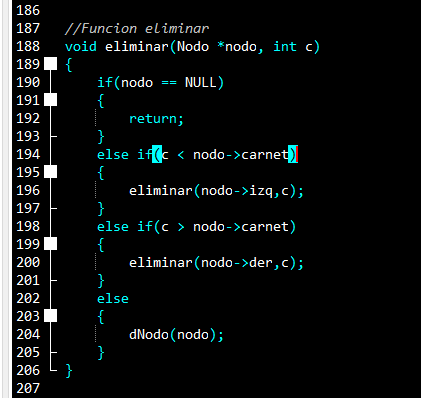 186
187 //Funcion eliminar
188 void eliminar(Nodo *nodo, int c)
189 {
190 if(nodo == NULL)
191 {
192 return;
193 }
194 else if(c < nodo->carnet)
195 {
196 eliminar(nodo->izq,c);
197 }
198 else if(c > nodo->carnet)
199 {
200 eliminar(nodo->der,c);
201 }
202 else
203 {
204 dNodo(nodo);
205 }
206 }
207